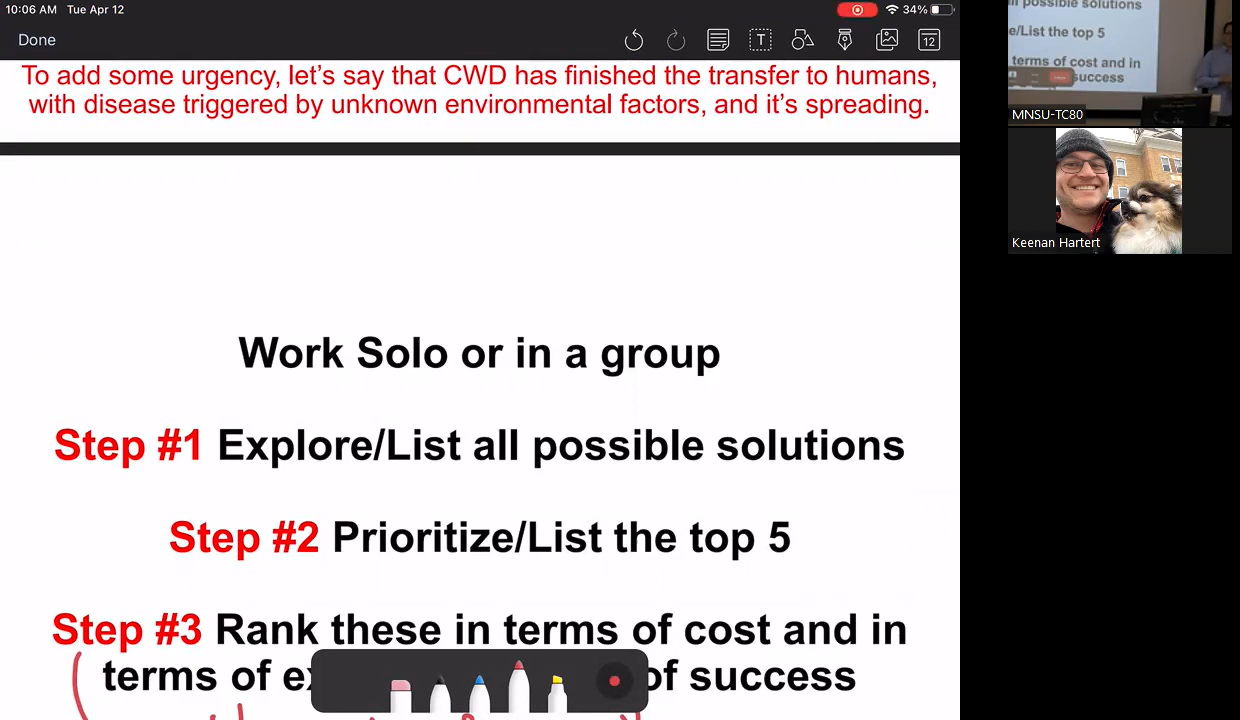 10:06 AM Tue Apr 12
34%
Done
T
12
To add some urgency, let's say that CWD has finished the transfer to humans,
with disease triggered by unknown environmental factors, and it's spreading.
Work Solo or in a group
Step #1 Explore/List all possible solutions
Step #2 Prioritize/List the top 5
Step #3 Rank these in terms of cost and in
terms of of success
possible solutions
e/List the top 5
terms of cost and in
success
MNSU-TC80
Keenan Hartert